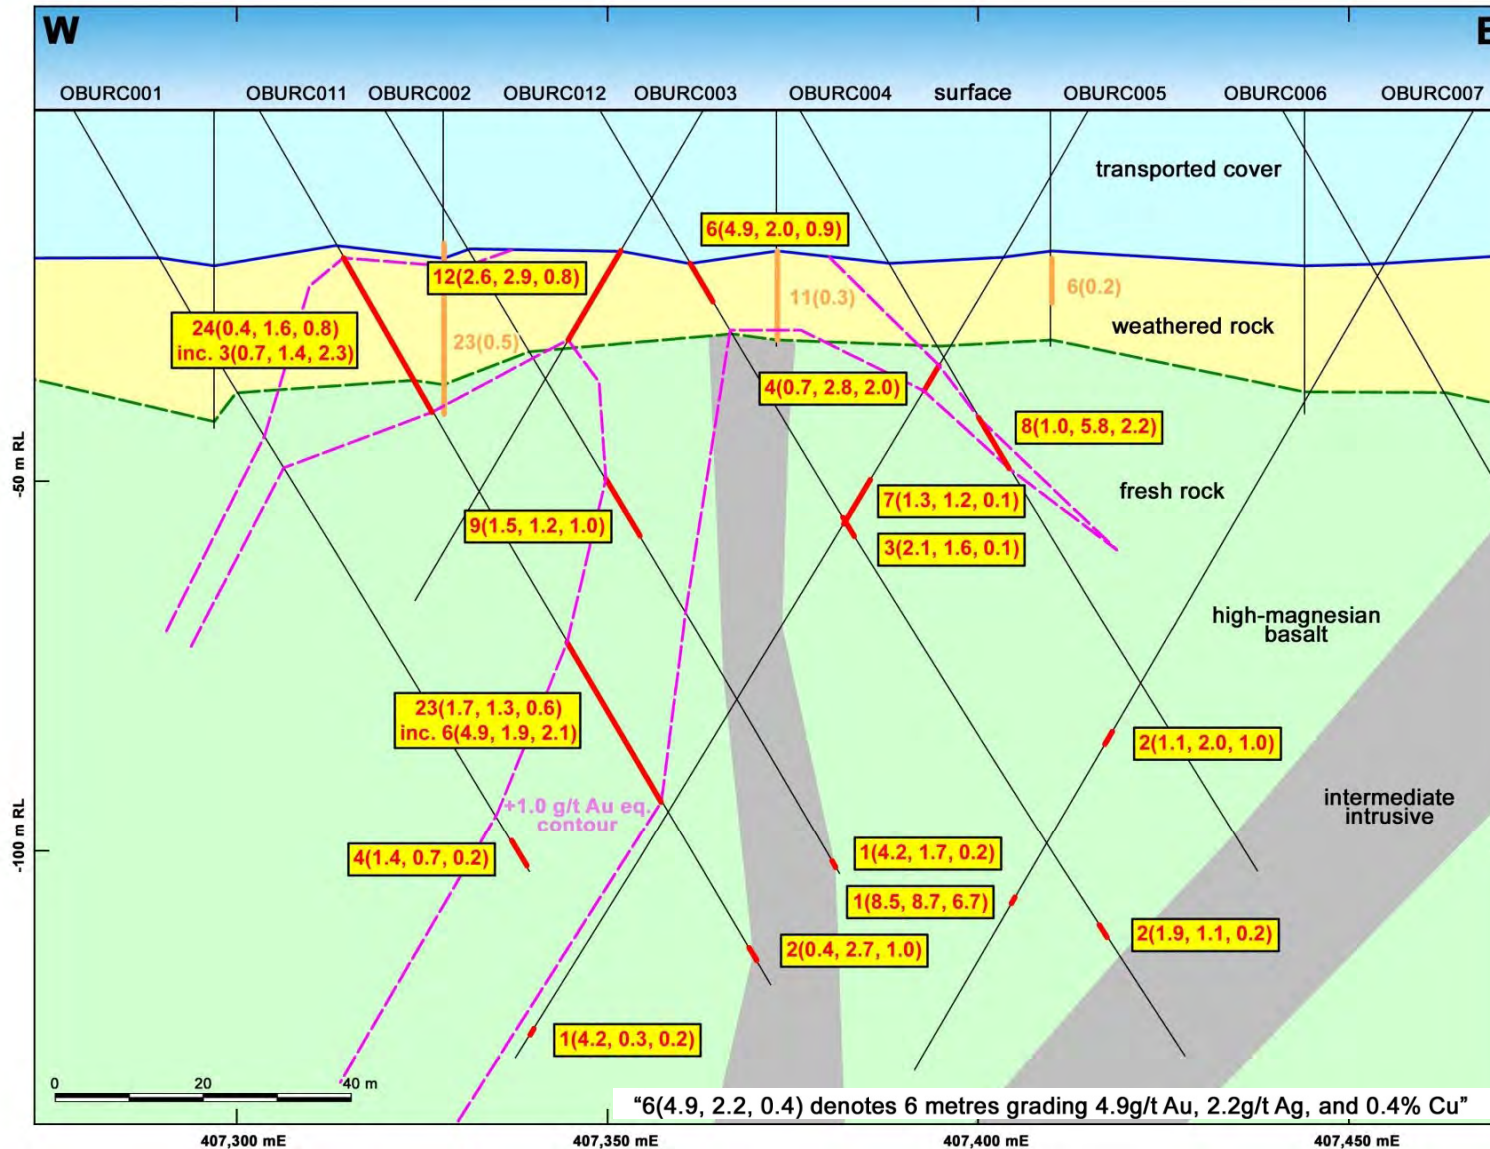 W
E
OBURC001
OBURC011
OBURC002
OBURC012
OBURC003
OBURC004
surface
OBURC005
OBURC006
OBURC007
transported cover
6(4.9, 2.0, 0.9)
12(2.6, 2.9, 0.8)
11(0.3)
6(0.2)
24(0.4, 1.6, 0.8)
inc. 3(0.7, 1.4, 2.3)
23(0.5)
weathered rock
4(0.7, 2.8, 2.0)
8(1.0, 5.8, 2.2)
-50 m RL
fresh rock
7(1.3, 1.2, 0.1)
9(1.5, 1.2, 1.0)
3(2.1, 1.6, 0.1)
high-magnesian
basalt
23(1.7, 1.3, 0.6)
inc. 6(4.9, 1.9, 2.1)
2(1.1, 2.0, 1.0)
+1.0 g/t Au eq.
contour
intermediate
intrusive
-100 m RL
4(1.4, 0.7, 0.2)
1(4.2, 1.7, 0.2)
1(8.5, 8.7, 6.7)
2(1.9, 1.1, 0.2)
2(0.4, 2.7, 1.0)
1(4.2, 0.3, 0.2)
0 20 40 m
“6(4.9, 2.2, 0.4) denotes 6 metres grading 4.9g/t Au, 2.2g/t Ag, and 0.4% Cu”
407,300 mE
407,350 mE
407,400 mE
407,450 mE